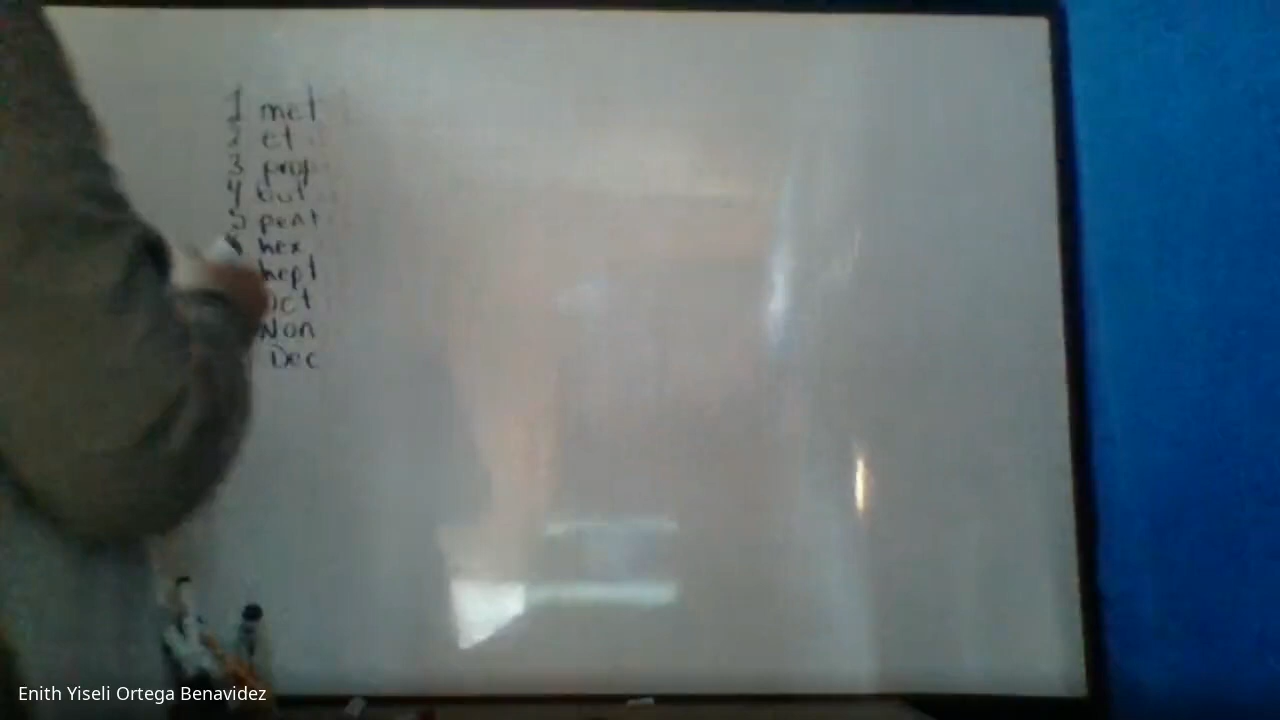 1 met
2 et
3 prop
4 but
5 pent
hex
hept
Oct
Non
Dec
Enith Yiseli Ortega Benavidez